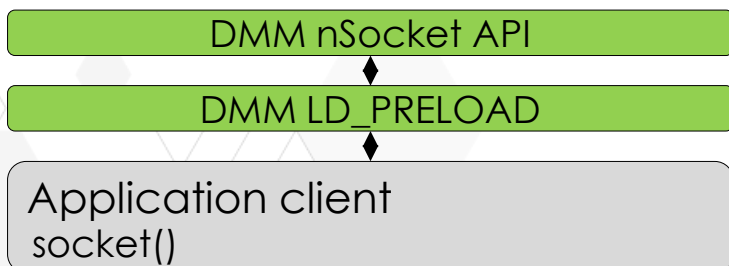 DMM nSocket API
DMM LD_PRELOAD
Application client
socket()